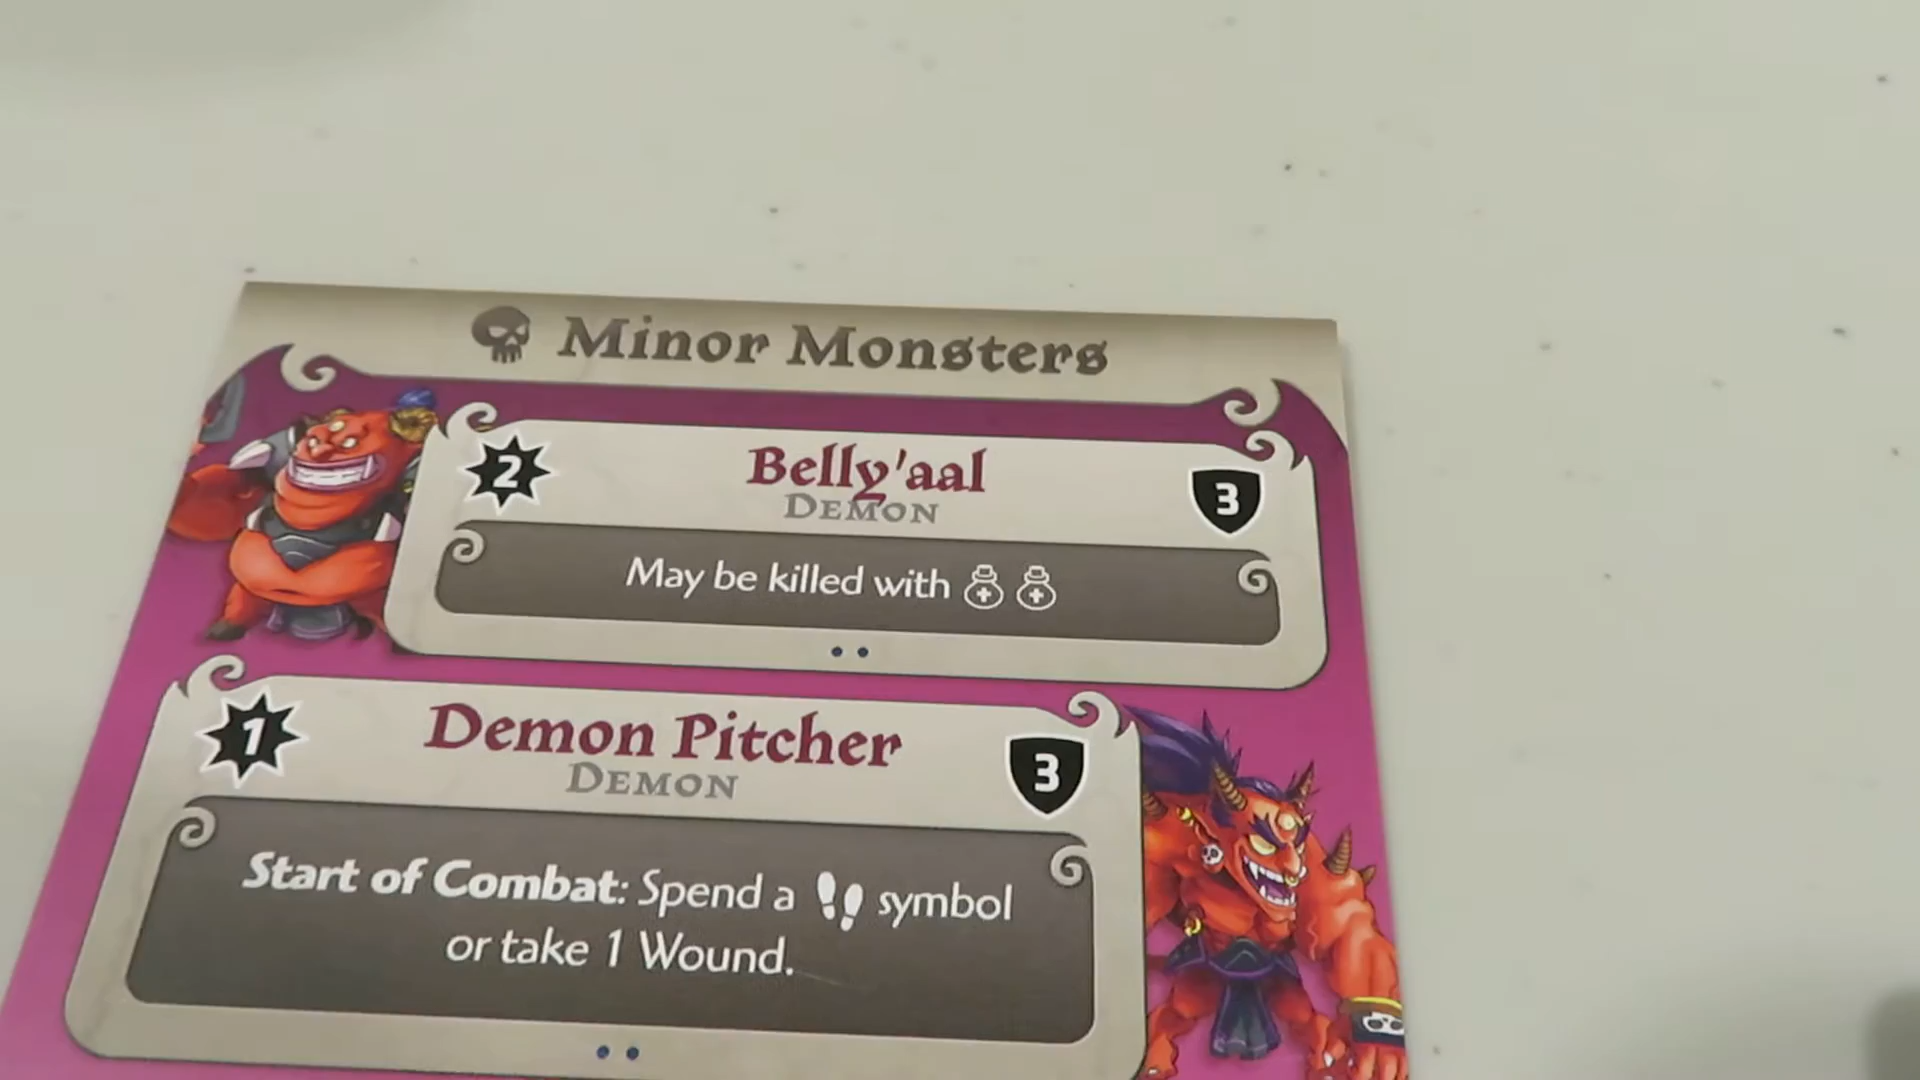 Minor Monsters
2
Belly'aal
3
DEMON
May be killed with
1
Demon Pitcher
3
DEMON
Start of Combat: Spend a symbol
or take 1 Wound.